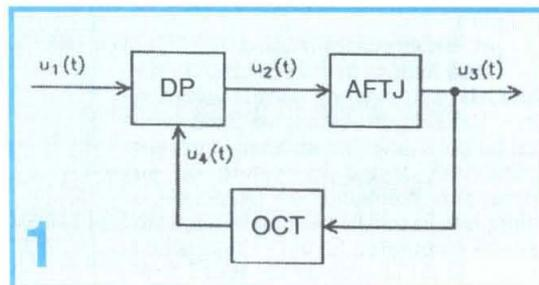 u₁(t)
DP
u₂(t)
AFTJ
u₃(t)
u₄(t)
OCT
1